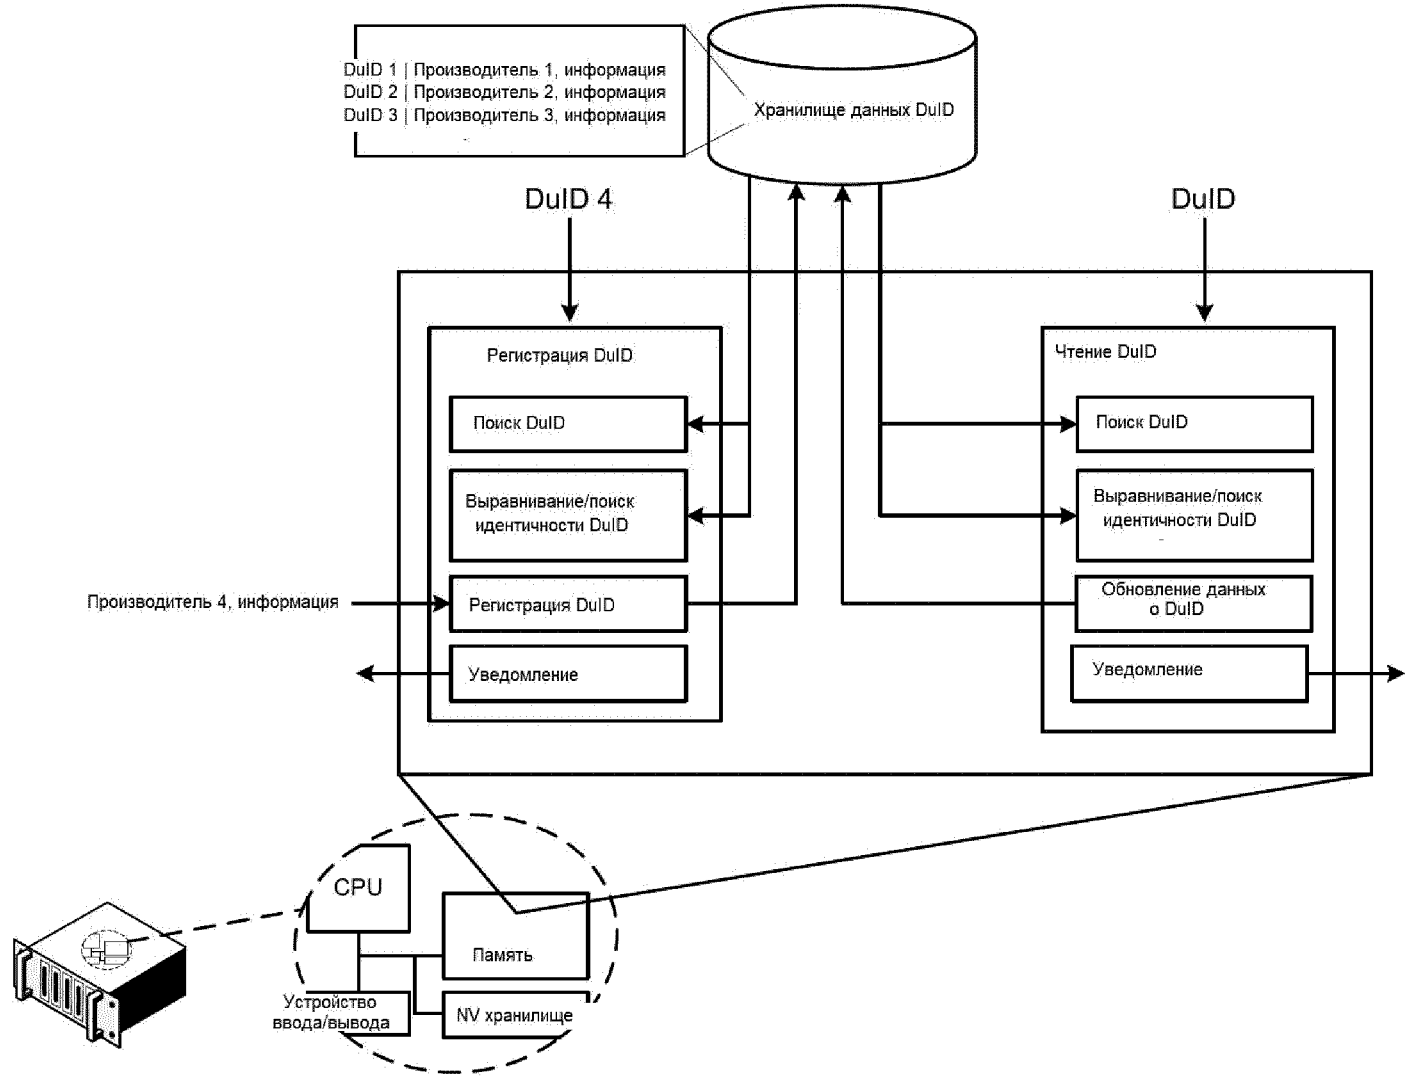 DuID 1 | Производитель 1, информация
DuID 2 | Производитель 2, информация
DuID 3 | Производитель 3, информация
Хранилище данных DuID
DuID 4
DuID
Регистрация DuID
Поиск DuID
Выравнивание/поиск
идентичности DuID
Производитель 4, информация
Регистрация DuID
Уведомление
Чтение DuID
Поиск DuID
Выравнивание/поиск
идентичности DuID
Обновление данных
о DuID
Уведомление
CPU
Память
Устройство
ввода/вывода
NV хранилище